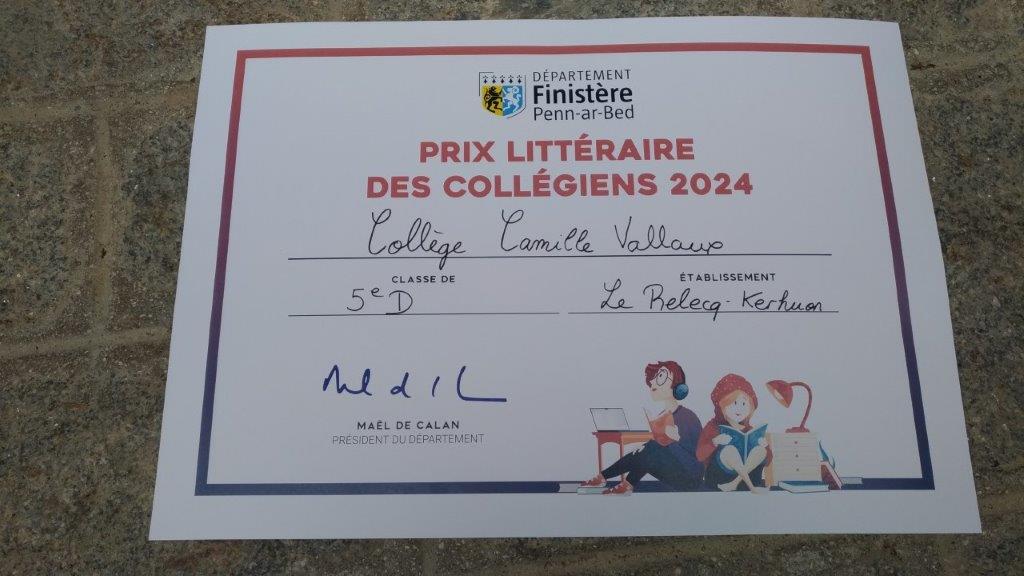 DÉPARTEMENT
Finistère
Penn-ar-Bed
PRIX LITTÉRAIRE
DES COLLÉGIENS 2024
Collège Camille Vallaux
CLASSE DE
ÉTABLISSEMENT
5e D
Le Relecq-Kerhuon
MAËL DE CALAN
PRÉSIDENT DU DÉPARTEMENT